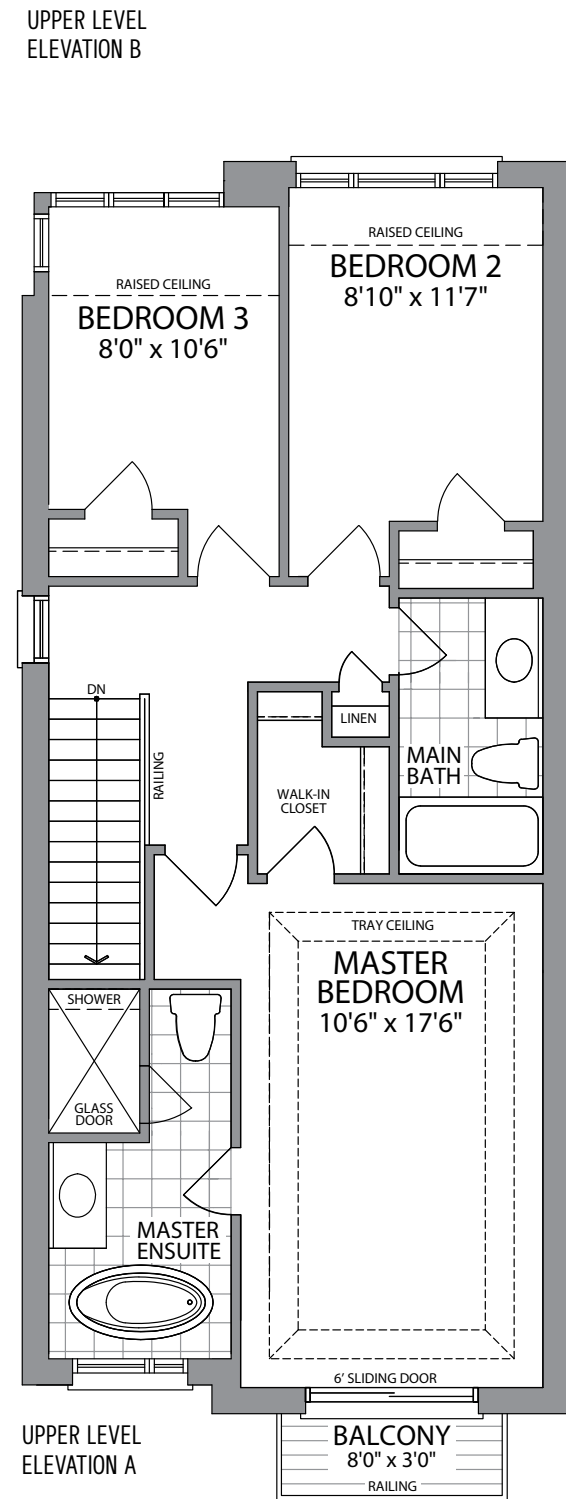 UPPER LEVEL
ELEVATION B
RAISED CEILING
BEDROOM 2
8'10" x 11'7"
RAISED CEILING
BEDROOM 3
8'0" x 10'6"
DN
RAILING
LINEN
MAIN
BATH
WALK-IN
CLOSET
TRAY CEILING
MASTER
BEDROOM
10'6" x 17'6"
SHOWER
GLASS
DOOR
MASTER
ENSUITE
6' SLIDING DOOR
BALCONY
8'0" x 3'0"
RAILING
UPPER LEVEL
ELEVATION A